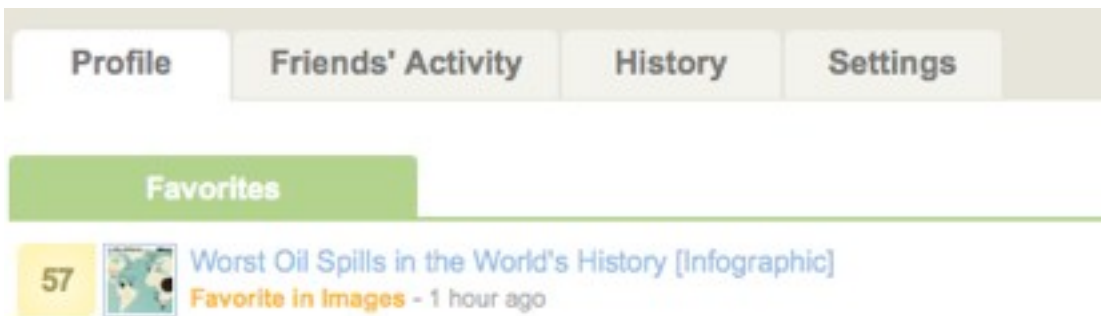 Profile Friends' Activity History Settings
Favorites
57 Worst Oil Spills in the World's History [Infographic]
Favorite in Images - 1 hour ago